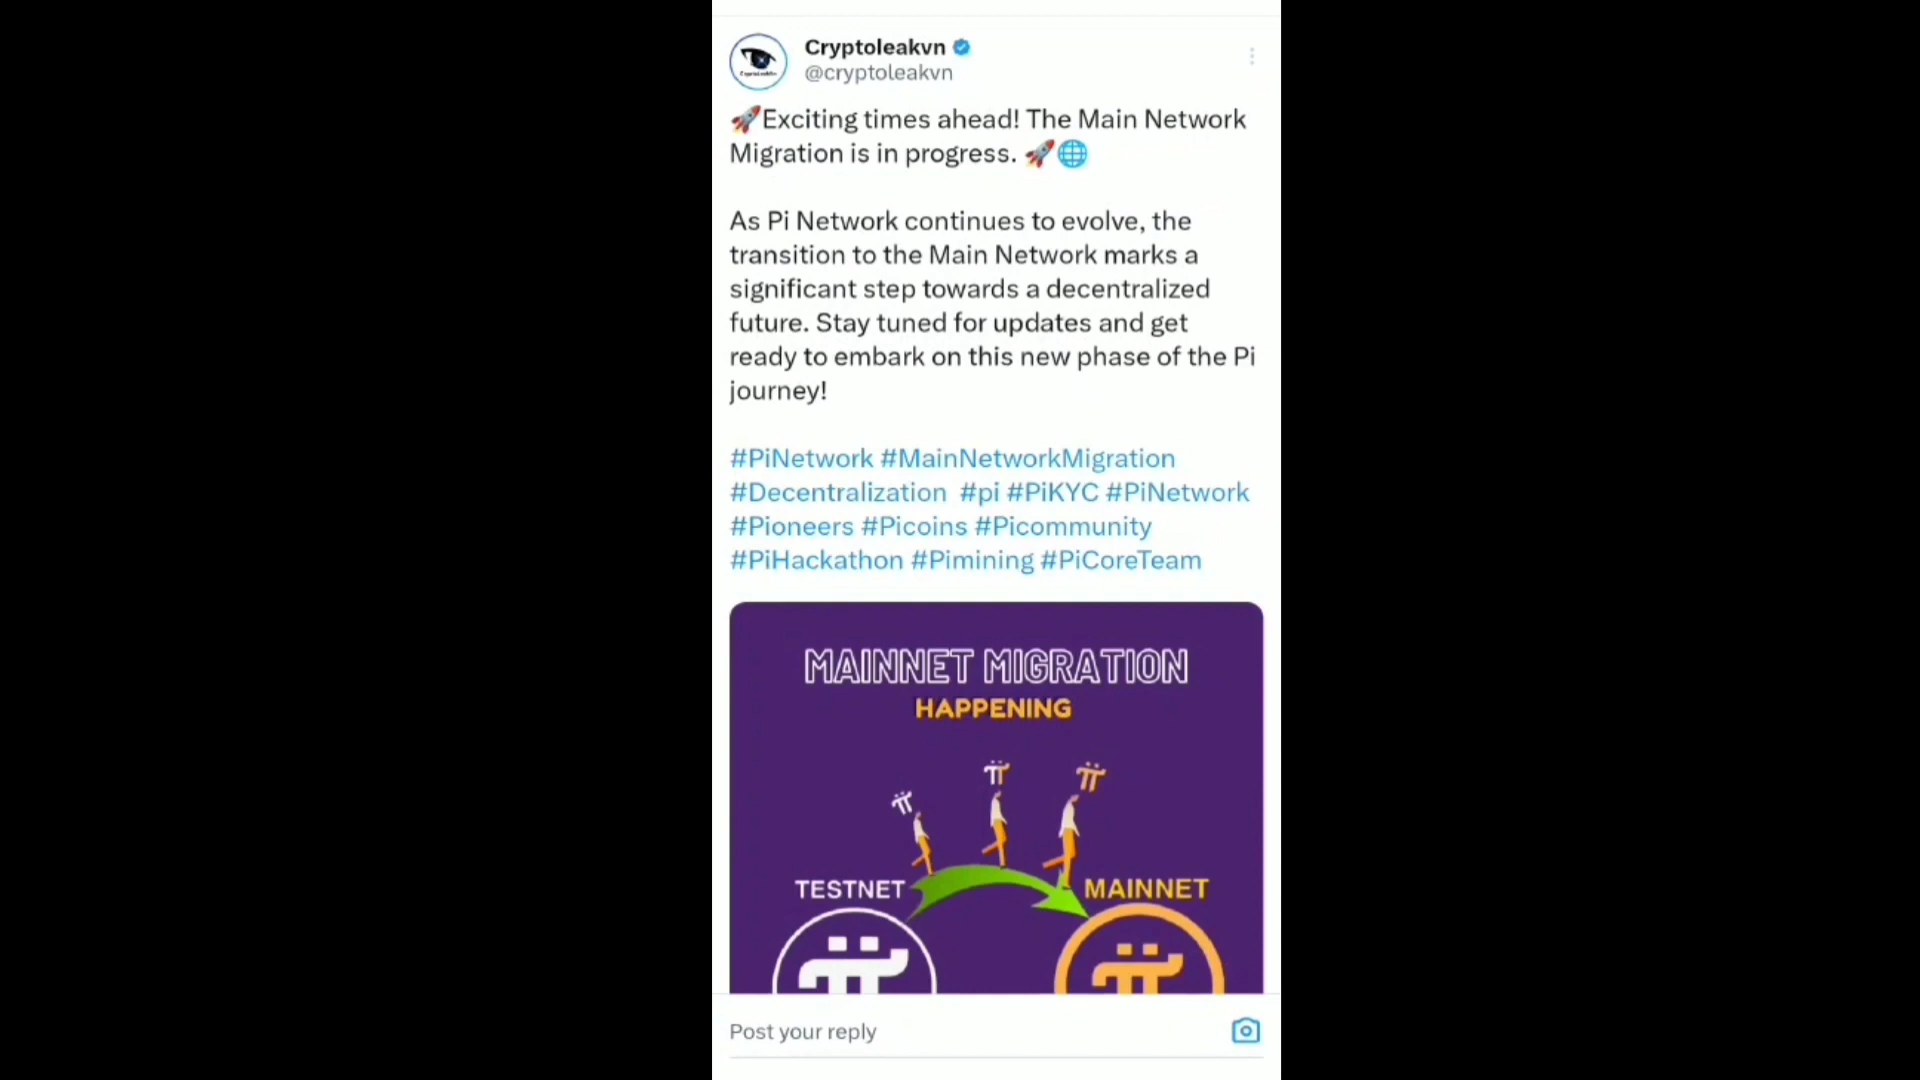 Cryptoleakvn
@cryptoleakvn
🚀Exciting times ahead! The Main Network
Migration is in progress. 🚀🌐
As Pi Network continues to evolve, the
transition to the Main Network marks a
significant step towards a decentralized
future. Stay tuned for updates and get
ready to embark on this new phase of the Pi
journey!
#PiNetwork #MainNetworkMigration
#Decentralization #pi #PiKYC #PiNetwork
#Pioneers #Picoins #Picommunity
#PiHackathon #Pimining #PiCoreTeam
MAINNET MIGRATION
HAPPENING
TESTNET
MAINNET
Post your reply